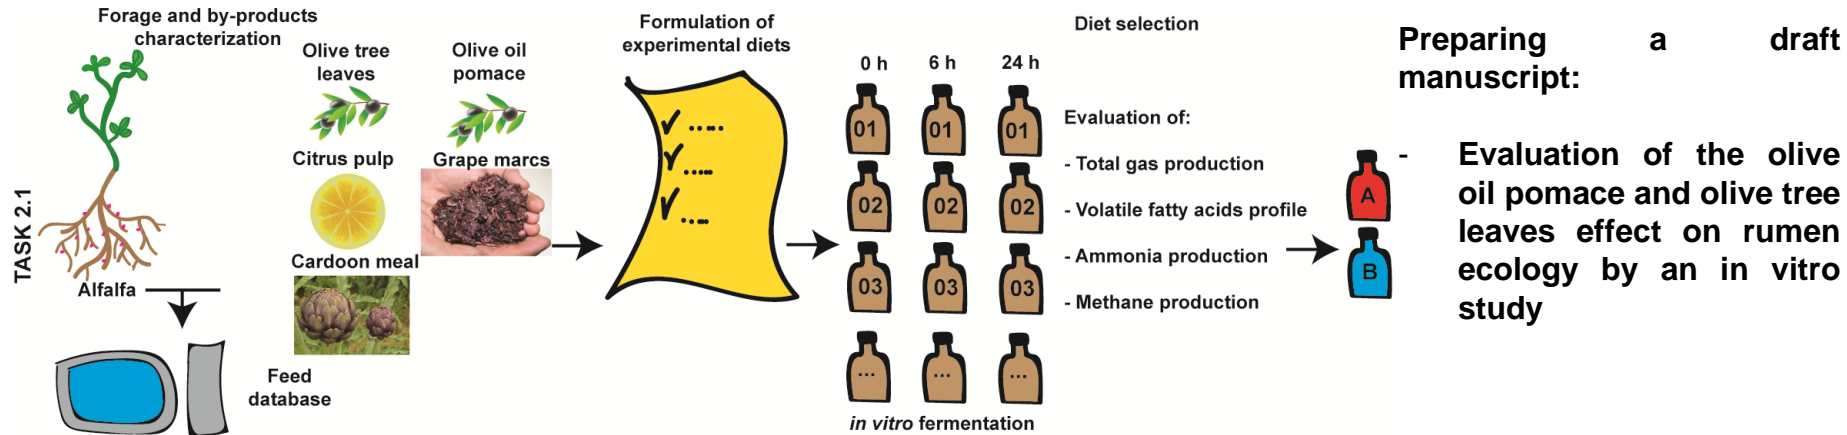 TASK 2.1
Forage and by-products
characterization
Olive tree
leaves
Olive oil
pomace
Citrus pulp
Grape marcs
Cardoon meal
Alfalfa
Feed
database
Formulation of
experimental diets
0 h
6 h
24 h
01
01
01
02
02
02
03
03
03
...
...
...
in vitro fermentation
Diet selection
Evaluation of:
- Total gas production
- Volatile fatty acids profile
- Ammonia production
- Methane production
A
B
Preparing a draft
manuscript:
- Evaluation of the olive
oil pomace and olive tree
leaves effect on rumen
ecology by an in vitro
study